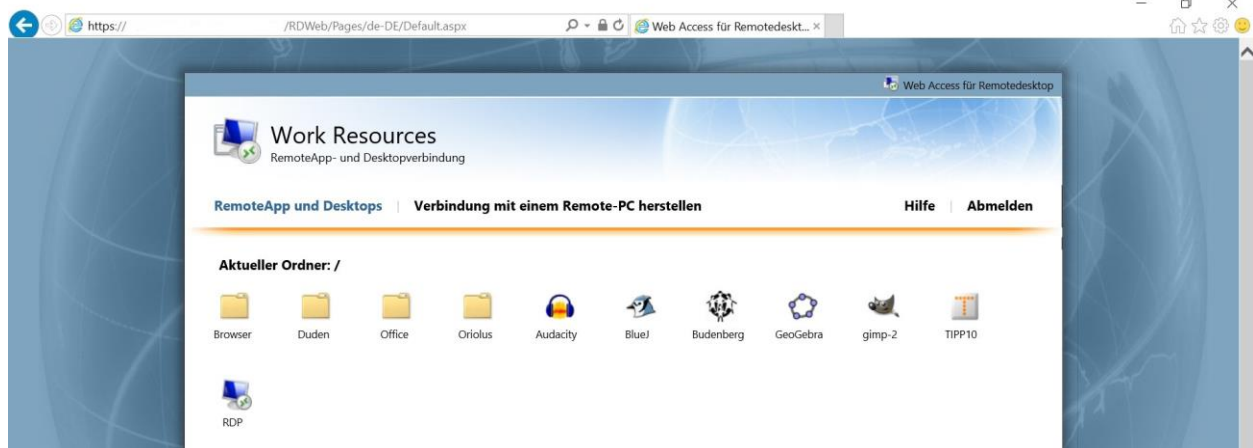 https:// /RDWeb/Pages/de-DE/Default.aspx Web Access für Remotedeskt...
Web Access für Remotedesktop
Work Resources
RemoteApp- und Desktopverbindung
RemoteApp und Desktops | Verbindung mit einem Remote-PC herstellen Hilfe | Abmelden
Aktueller Ordner: /
Browser Duden Office Oriolus Audacity BlueJ Budenberg GeoGebra gimp-2 TIPP10
RDP